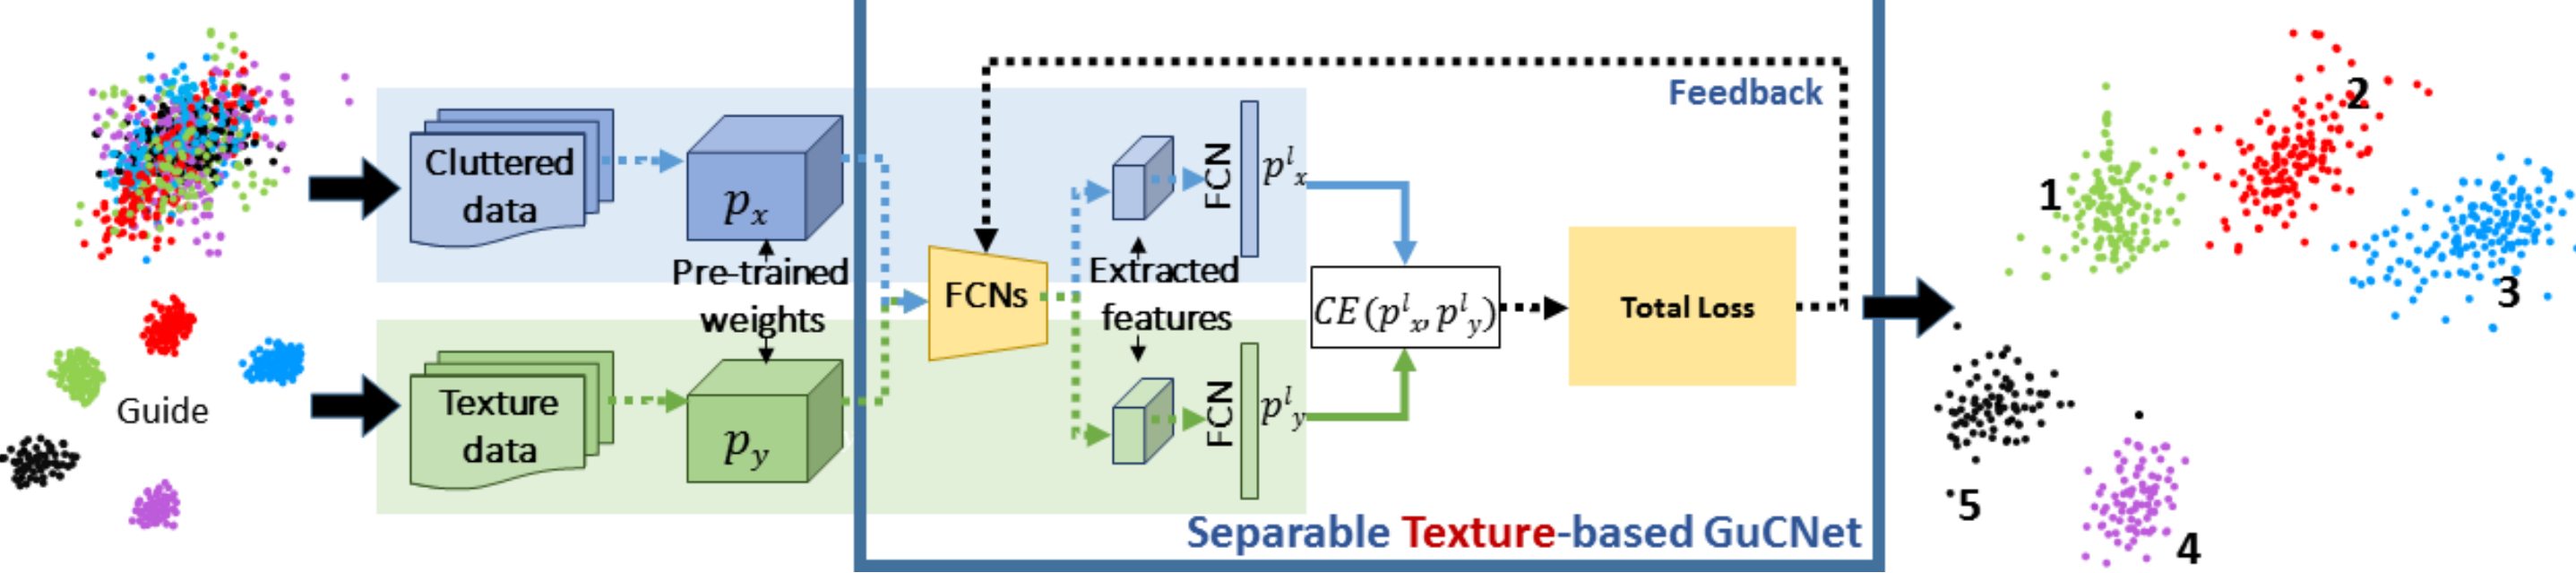 Guide
Cluttered
data
Texture
data
p_x
Pre-trained
weights
p_y
FCNs
Extracted
features
FCN
p^l_x
FCN
p^l_y
CE(p^l_x, p^l_y)
Total Loss
Feedback
Separable Texture-based GuCNet
1
2
3
4
5